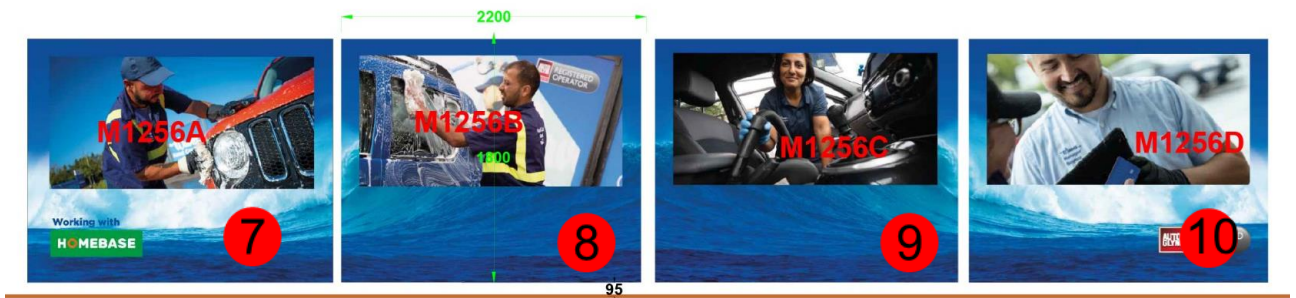 2200
M1256A
REGISTERED
OPERATOR
M1256B
1800
M1256C
M1256D
Working with
HOMEBASE
7
8
9
10
95